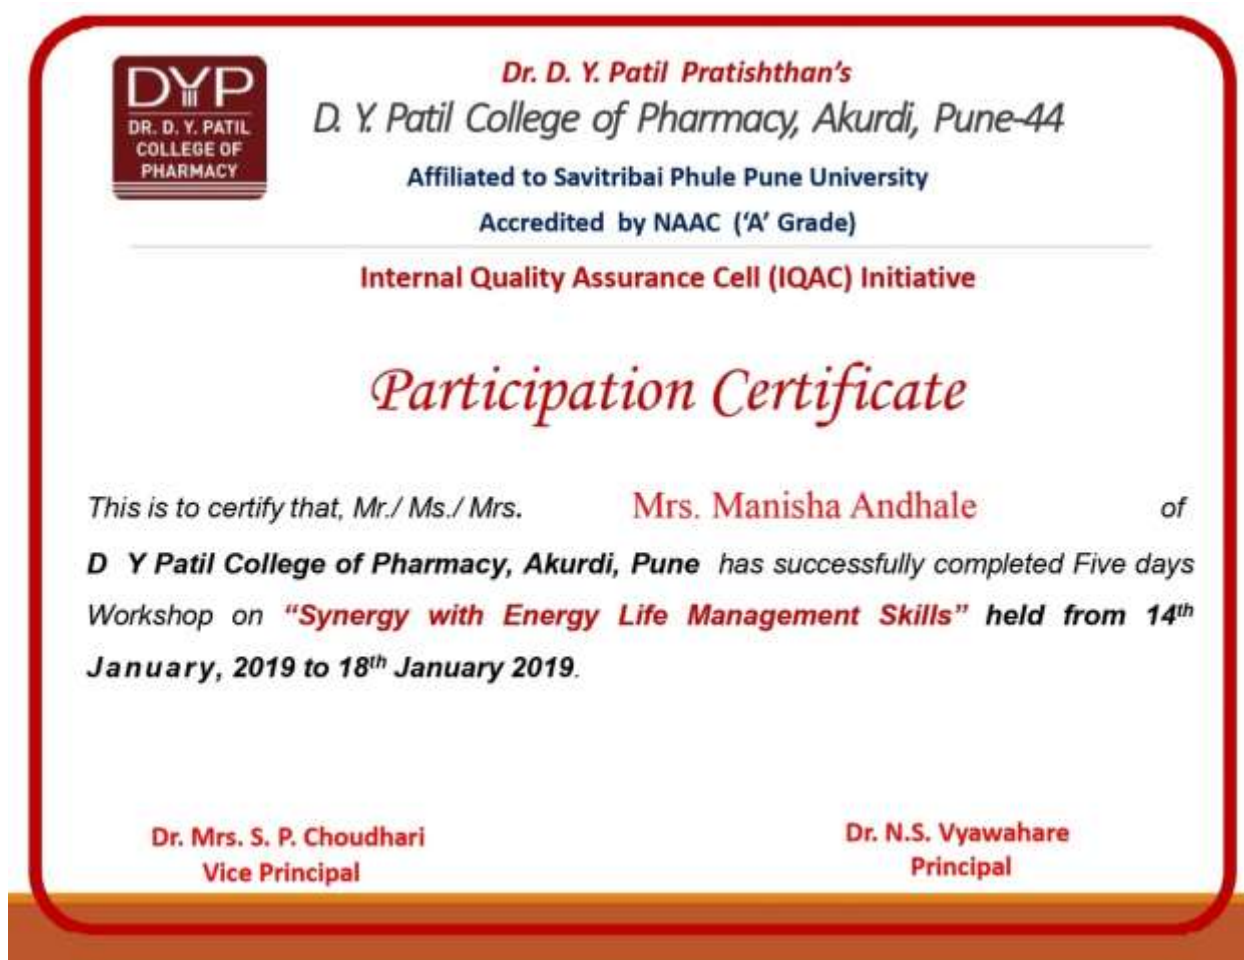 DYP
DR. D. Y. PATIL
COLLEGE OF
PHARMACY
Dr. D. Y. Patil Pratishthan's
D. Y. Patil College of Pharmacy, Akurdi, Pune-44
Affiliated to Savitribai Phule Pune University
Accredited by NAAC (‘A’ Grade)
Internal Quality Assurance Cell (IQAC) Initiative
Participation Certificate
This is to certify that, Mr./ Ms./ Mrs. Mrs. Manisha Andhale of
D Y Patil College of Pharmacy, Akurdi, Pune has successfully completed Five days
Workshop on “Synergy with Energy Life Management Skills” held from 14th
January, 2019 to 18th January 2019.
Dr. Mrs. S. P. Choudhari
Vice Principal
Dr. N.S. Vyawahare
Principal